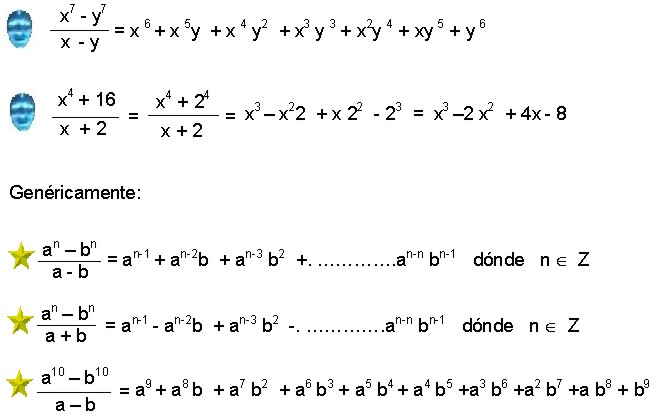 x⁷ - y⁷ / x - y = x⁶ + x⁵y + x⁴y² + x³y³ + x²y⁴ + xy⁵ + y⁶
x⁴ + 16 / x + 2 = x⁴ + 2⁴ / x + 2 = x³ – x²2 + x 2² - 2³ = x³ –2 x² + 4x - 8
Genéricamente:
aⁿ – bⁿ / a - b = aⁿ⁻¹ + aⁿ⁻²b + aⁿ⁻³ b² +. ………….aⁿ⁻ⁿ bⁿ⁻¹ dónde n ∈ Z
aⁿ – bⁿ / a + b = aⁿ⁻¹ - aⁿ⁻²b + aⁿ⁻³ b² -. ………….aⁿ⁻ⁿ bⁿ⁻¹ dónde n ∈ Z
a¹⁰ – b¹⁰ / a – b = a⁹ + a⁸ b + a⁷ b² + a⁶ b³ + a⁵ b⁴ + a⁴ b⁵ +a³ b⁶ +a² b⁷ +a b⁸ + b⁹